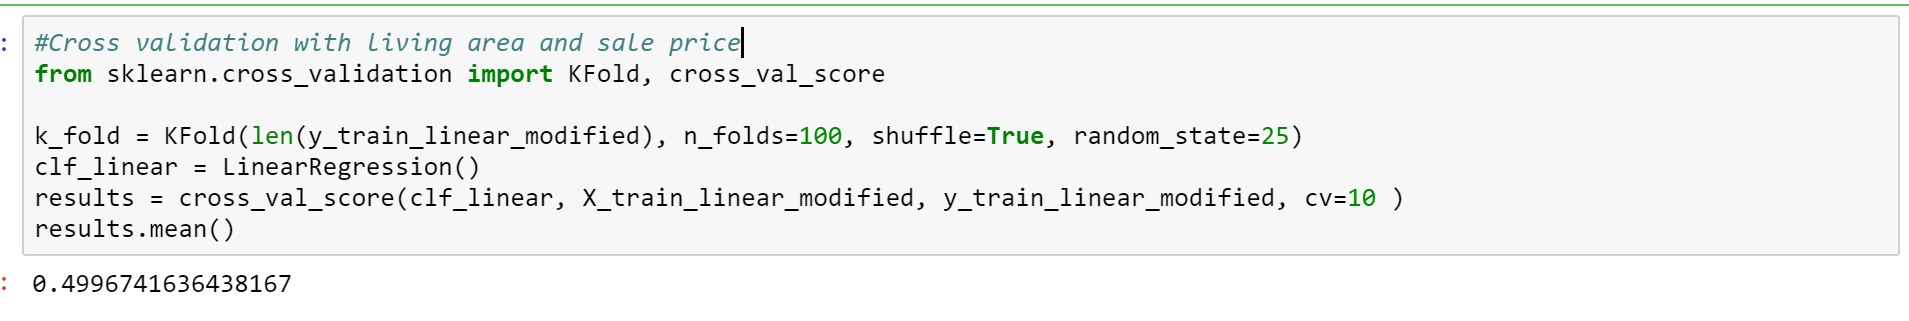 :
#Cross validation with living area and sale price
from sklearn.cross_validation import KFold, cross_val_score
k_fold = KFold(len(y_train_linear_modified), n_folds=100, shuffle=True, random_state=25)
clf_linear = LinearRegression()
results = cross_val_score(clf_linear, X_train_linear_modified, y_train_linear_modified, cv=10 )
results.mean()
: 0.4996741636438167